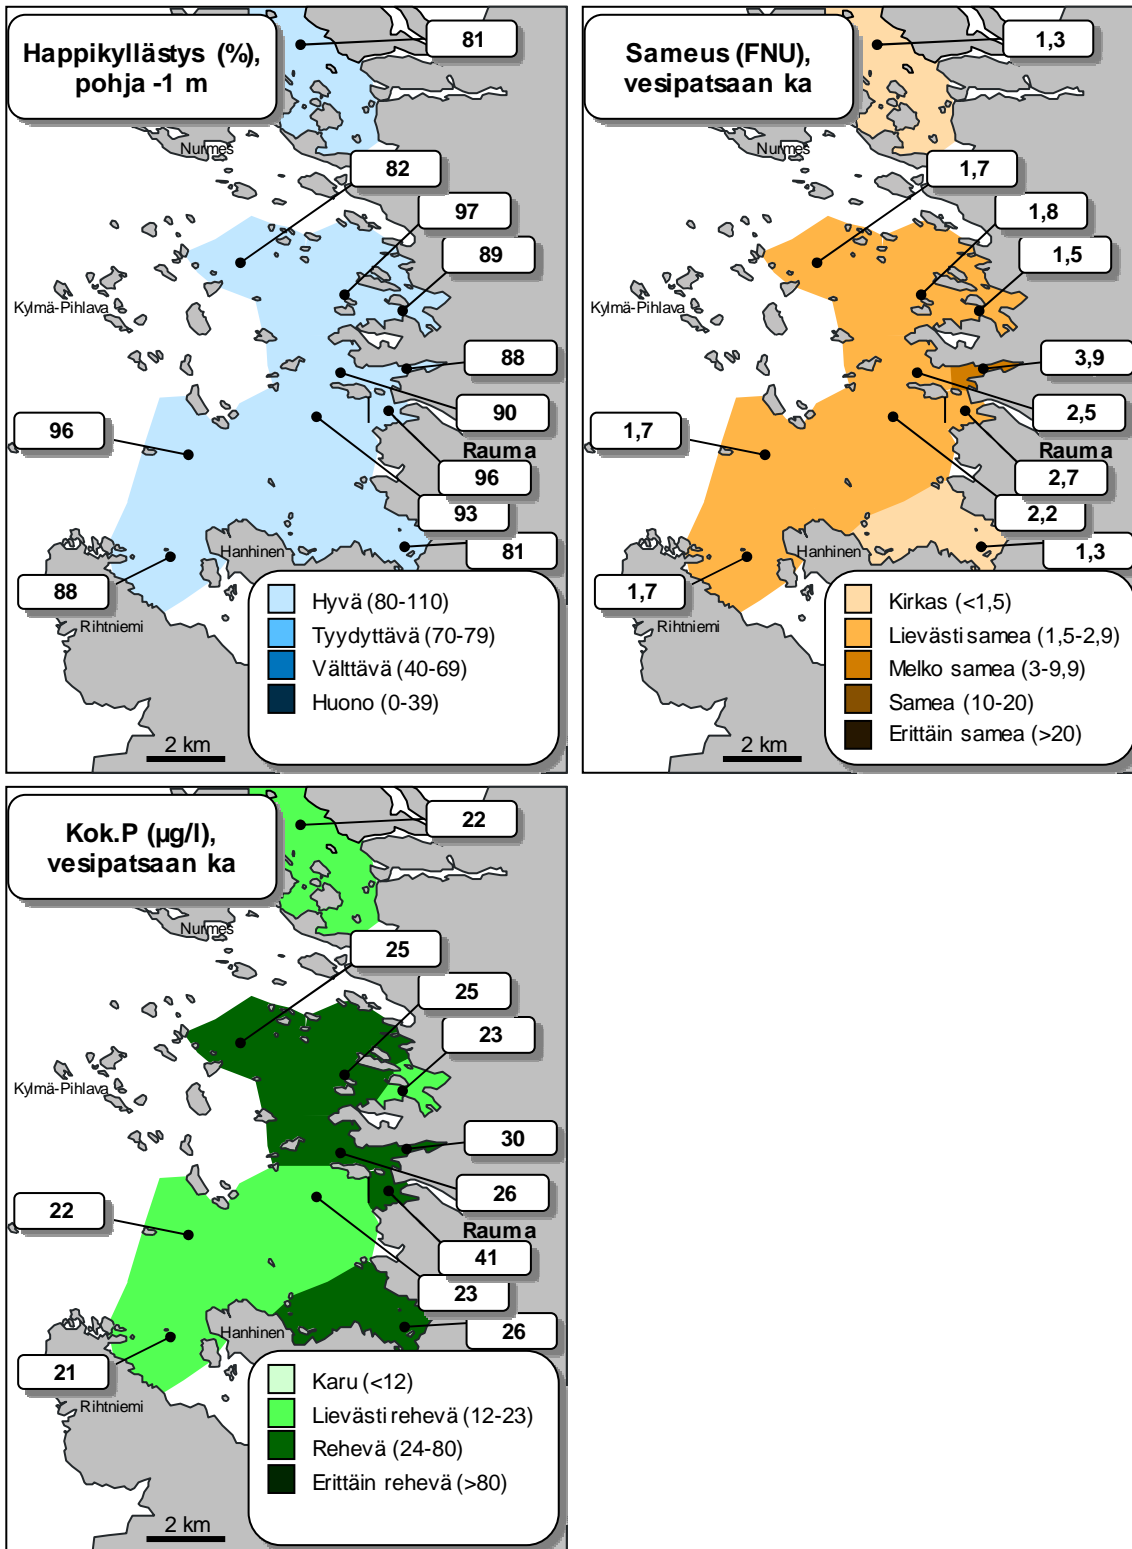 Happikyllästys (%),
pohja -1 m
81
Nurmes
82
97
89
Kylmä-Pihlava
88
90
96
Rauma
96
93
Hanhinen
81
88
Rihtniemi
Hyvä (80-110)
Tyydyttävä (70-79)
Välttävä (40-69)
Huono (0-39)
2 km
Sameus (FNU),
vesipatsaan ka
1,3
Nurmes
1,7
1,8
1,5
Kylmä-Pihlava
3,9
2,5
1,7
Rauma
2,7
2,2
Hanhinen
1,3
1,7
Rihtniemi
Kirkas (<1,5)
Lievästi samea (1,5-2,9)
Melko samea (3-9,9)
Samea (10-20)
Erittäin samea (>20)
2 km
Kok.P (µg/l),
vesipatsaan ka
22
Nurmes
25
25
23
Kylmä-Pihlava
30
26
22
Rauma
41
23
Hanhinen
26
21
Rihtniemi
Karu (<12)
Lievästi rehevä (12-23)
Rehevä (24-80)
Erittäin rehevä (>80)
2 km